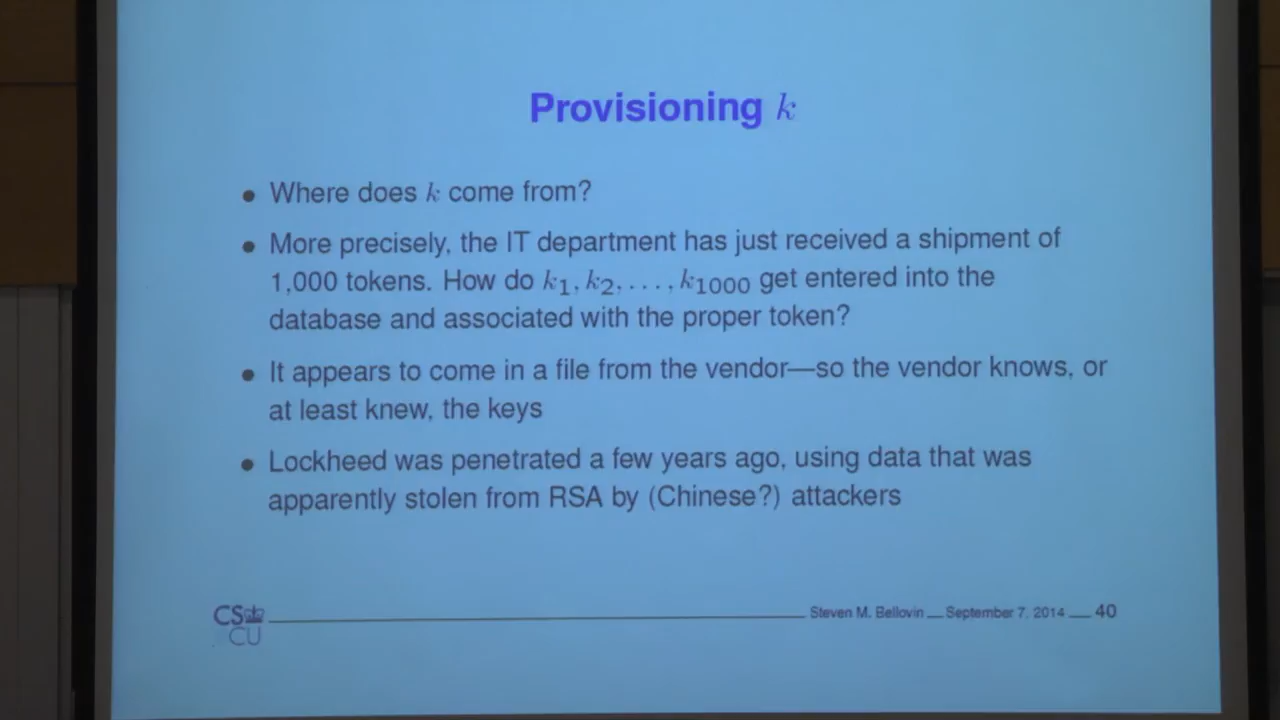 Provisioning k
• Where does k come from?
• More precisely, the IT department has just received a shipment of
1,000 tokens. How do k₁, k₂, . . . , k₁₀₀₀ get entered into the
database and associated with the proper token?
• It appears to come in a file from the vendor—so the vendor knows, or
at least knew, the keys
• Lockheed was penetrated a few years ago, using data that was
apparently stolen from RSA by (Chinese?) attackers
CS
CU
Steven M. Bellovin — September 7, 2014 — 40